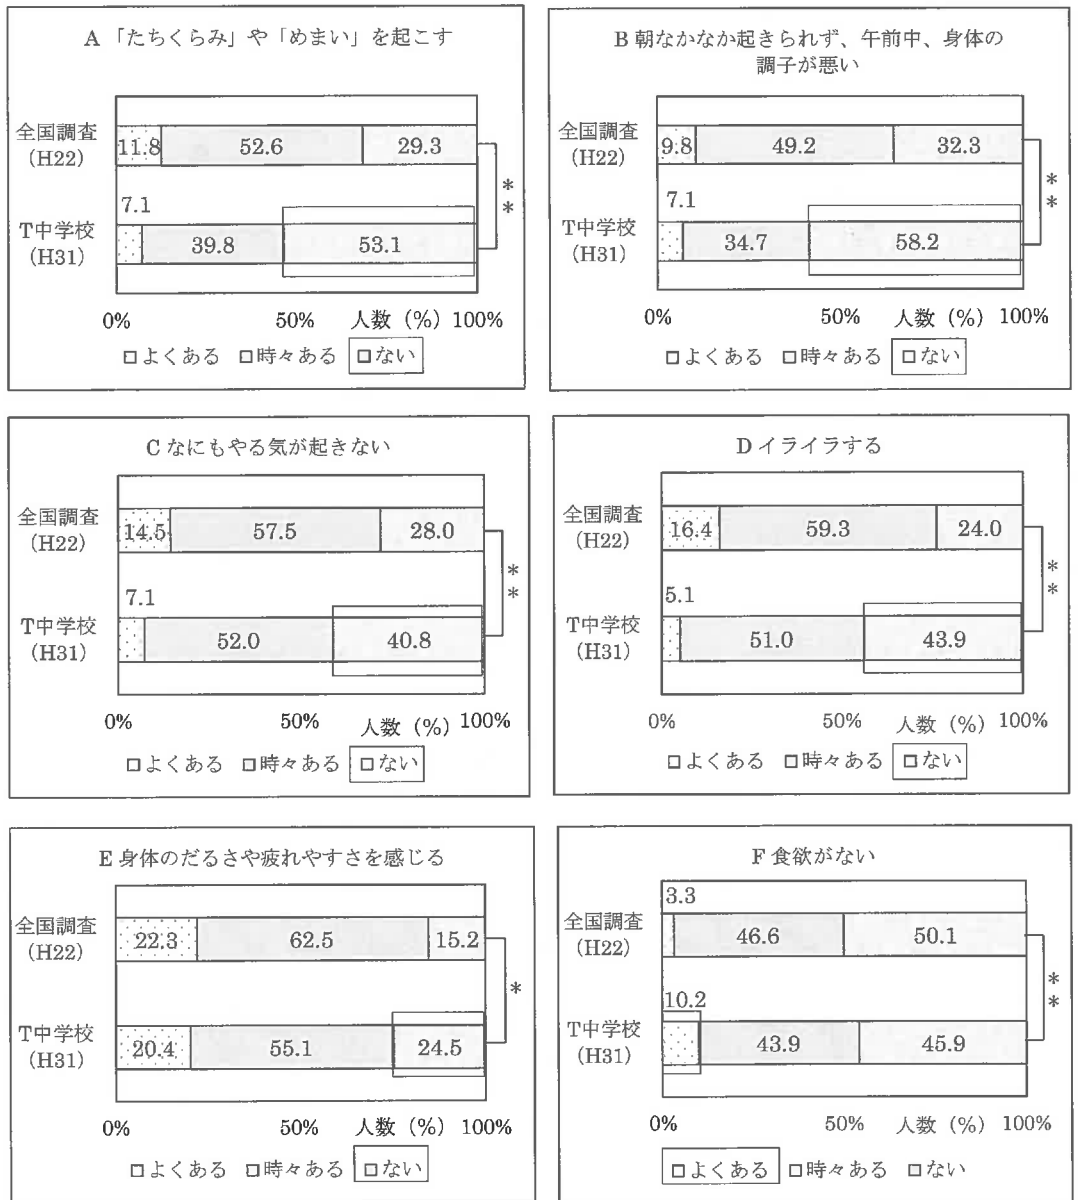 A「たちくらみ」や「めまい」を起こす
全国調査
(H22)
11.8 52.6 29.3
7.1
T中学校
(H31)
39.8 53.1
**
0% 50% 人数(%) 100%
□よくある □時々ある □ない
B 朝なかなか起きられず、午前中、身体の
調子が悪い
全国調査
(H22)
9.8 49.2 32.3
7.1
T中学校
(H31)
34.7 58.2
**
0% 50% 人数(%) 100%
□よくある □時々ある □ない
C なにもやる気が起きない
全国調査
(H22)
14.5 57.5 28.0
7.1
T中学校
(H31)
52.0 40.8
**
0% 50% 人数(%) 100%
□よくある □時々ある □ない
D イライラする
全国調査
(H22)
16.4 59.3 24.0
5.1
T中学校
(H31)
51.0 43.9
**
0% 50% 人数(%) 100%
□よくある □時々ある □ない
E 身体のだるさや疲れやすさを感じる
全国調査
(H22)
22.3 62.5 15.2
T中学校
(H31)
20.4 55.1 24.5
*
0% 50% 人数(%) 100%
□よくある □時々ある □ない
F 食欲がない
3.3
全国調査
(H22)
46.6 50.1
10.2
T中学校
(H31)
43.9 45.9
**
0% 50% 人数(%) 100%
□よくある □時々ある □ない